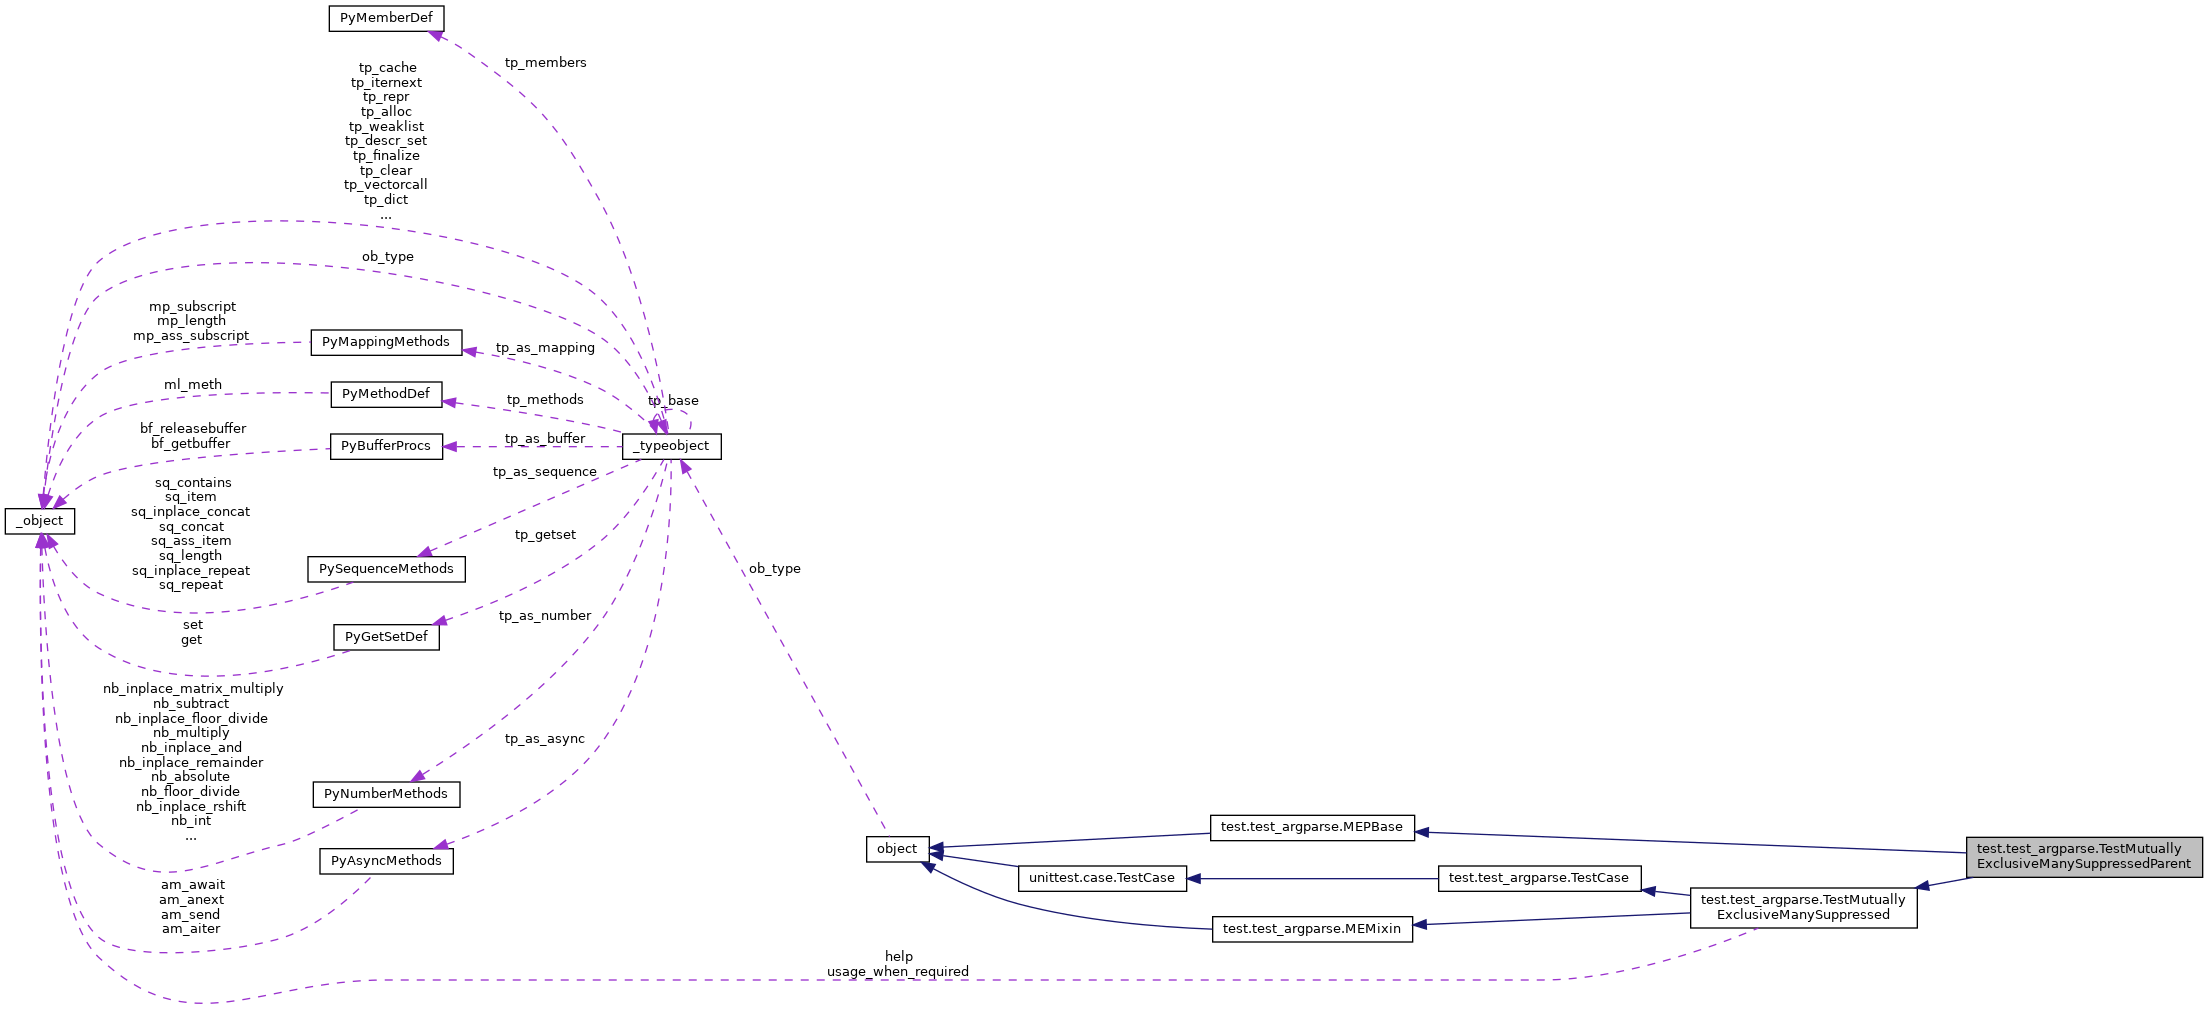 PyMemberDef
tp_members
tp_cache
tp_iternext
tp_repr
tp_alloc
tp_weaklist
tp_descr_set
tp_finalize
tp_clear
tp_vectorcall
tp_dict
...
ob_type
mp_subscript
mp_length
mp_ass_subscript
PyMappingMethods
tp_as_mapping
ml_meth
PyMethodDef
tp_methods
tp_base
bf_releasebuffer
bf_getbuffer
PyBufferProcs
tp_as_buffer
_typeobject
tp_as_sequence
sq_contains
sq_item
sq_inplace_concat
sq_concat
sq_ass_item
sq_length
sq_inplace_repeat
sq_repeat
_object
PySequenceMethods
tp_getset
ob_type
set
get
PyGetSetDef
tp_as_number
nb_inplace_matrix_multiply
nb_subtract
nb_inplace_floor_divide
nb_multiply
nb_inplace_and
nb_inplace_remainder
nb_absolute
nb_floor_divide
nb_inplace_rshift
nb_int
...
tp_as_async
PyNumberMethods
PyAsyncMethods
am_await
am_anext
am_send
am_aiter
object
test.test_argparse.MEPBase
unittest.case.TestCase
test.test_argparse.TestCase
test.test_argparse.MEMixin
test.test_argparse.TestMutually
ExclusiveManySuppressedParent
test.test_argparse.TestMutually
ExclusiveManySuppressed
help
usage_when_required